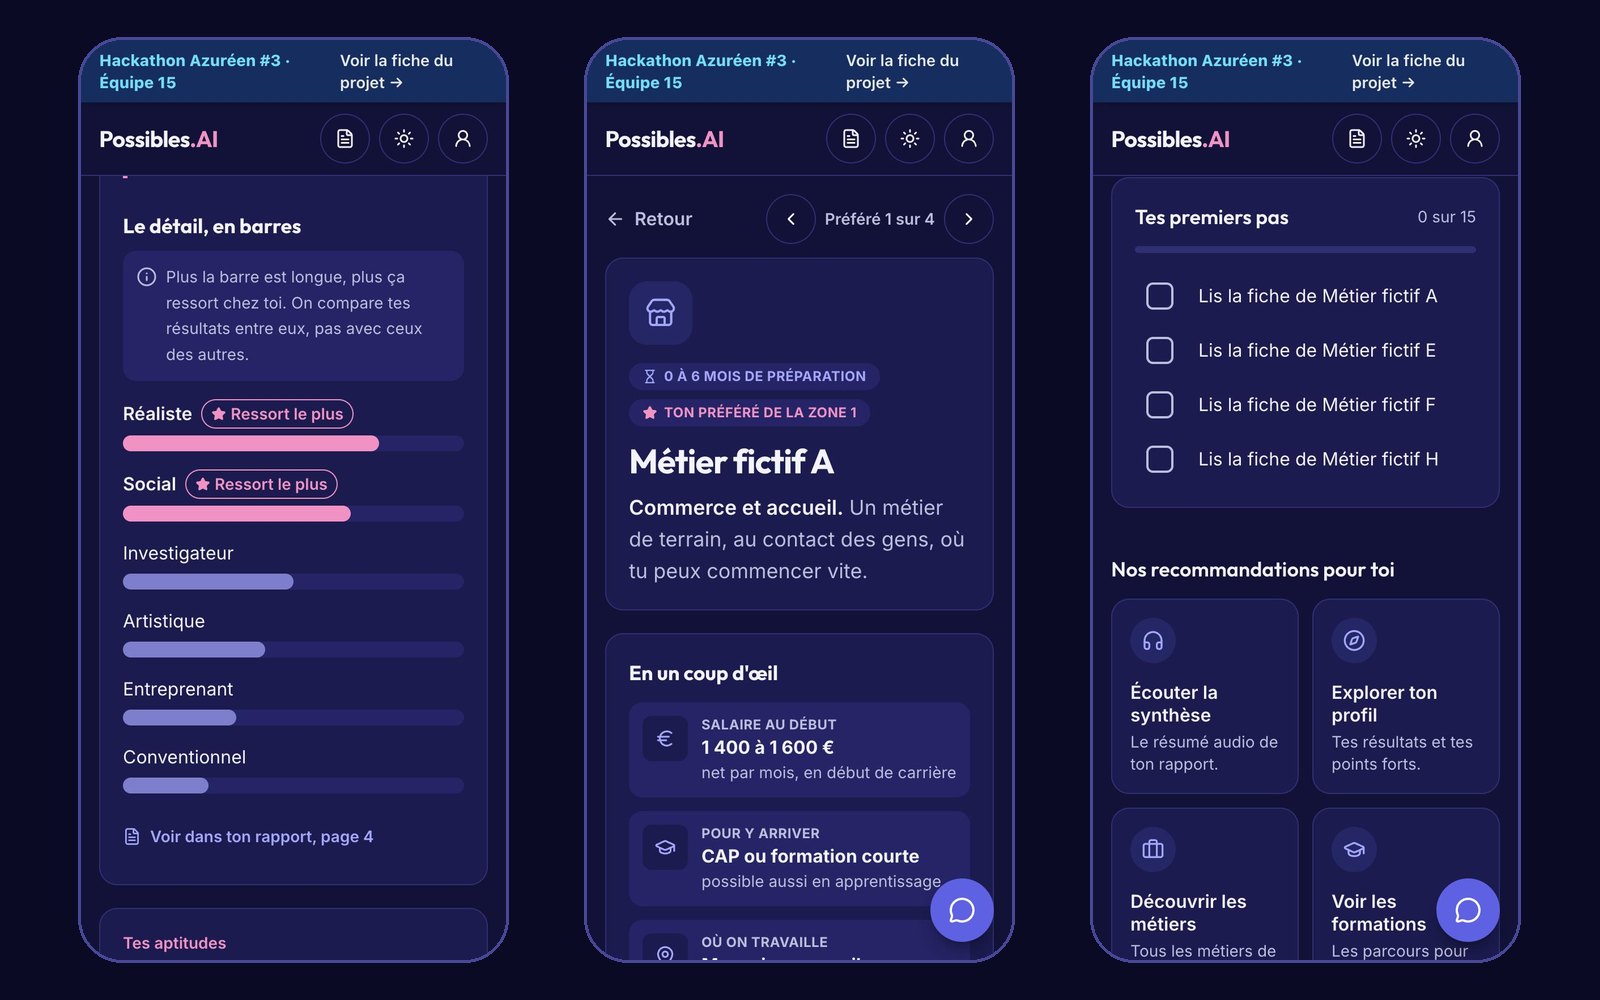 Hackathon Azuréen #3 ·
Équipe 15
Voir la fiche du
projet →
Possibles.AI
Le détail, en barres
Plus la barre est longue, plus ça
ressort chez toi. On compare tes
résultats entre eux, pas avec ceux
des autres.
Réaliste
Ressort le plus
Social
Ressort le plus
Investigateur
Artistique
Entreprenant
Conventionnel
Voir dans ton rapport, page 4
Tes aptitudes
Hackathon Azuréen #3 ·
Équipe 15
Voir la fiche du
projet →
Possibles.AI
← Retour
Préféré 1 sur 4
0 À 6 MOIS DE PRÉPARATION
TON PRÉFÉRÉ DE LA ZONE 1
Métier fictif A
Commerce et accueil. Un métier
de terrain, au contact des gens, où
tu peux commencer vite.
En un coup d'œil
SALAIRE AU DÉBUT
1 400 à 1 600 €
net par mois, en début de carrière
POUR Y ARRIVER
CAP ou formation courte
possible aussi en apprentissage
OÙ ON TRAVAILLE
Hackathon Azuréen #3 ·
Équipe 15
Voir la fiche du
projet →
Possibles.AI
Tes premiers pas
0 sur 15
Lis la fiche de Métier fictif A
Lis la fiche de Métier fictif E
Lis la fiche de Métier fictif F
Lis la fiche de Métier fictif H
Nos recommandations pour toi
Écouter la
synthèse
Le résumé audio de
ton rapport.
Explorer ton
profil
Tes résultats et tes
points forts.
Découvrir les
métiers
Tous les métiers de
Voir les
formations
Les parcours pour